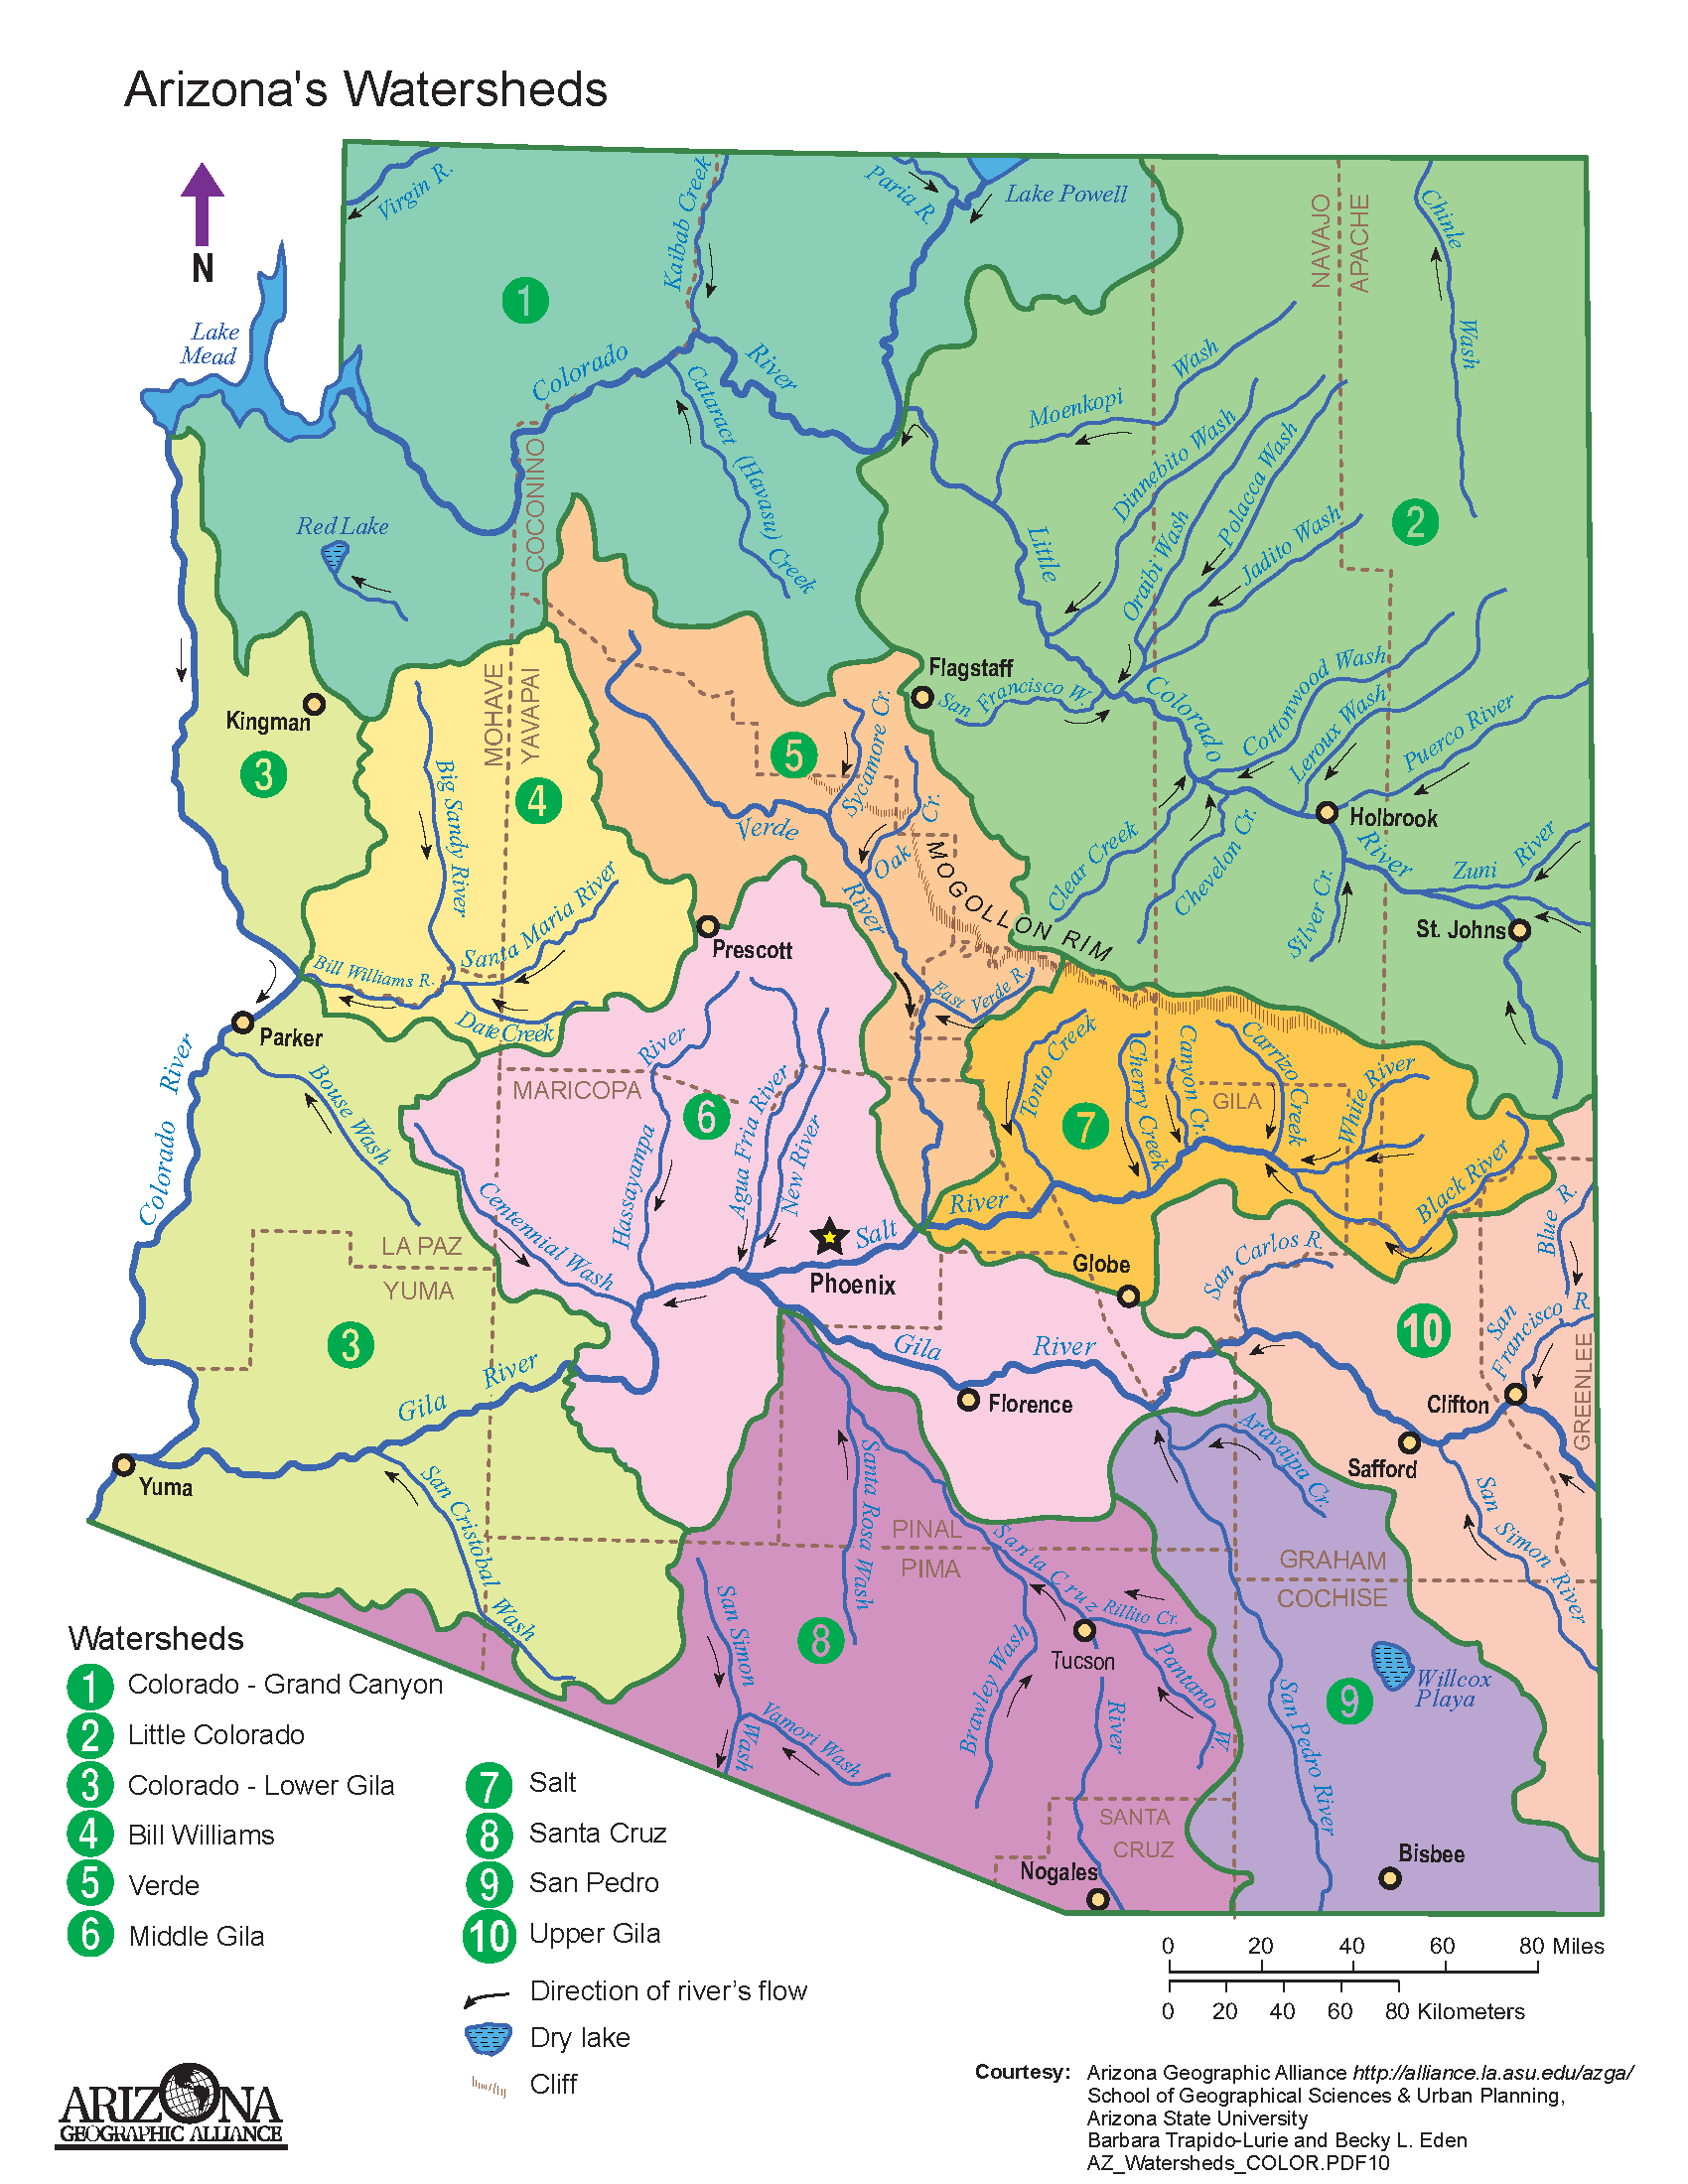 Arizona's Watersheds
N
Virgin R.
Kaibab Creek
Paria R.
Lake Powell
NAVAJO
APACHE
Chinle
Wash
Lake
Mead
1
Colorado
River
Cataract (Havasu) Creek
COCONINO
Red Lake
Moenkopi Wash
Dinnebito Wash
Oraibi Wash
Polacca Wash
Jadito Wash
2
Little
Colorado
River
Flagstaff
San Francisco W.
Cottonwood Wash
Leroux Wash
Puerco River
Holbrook
Zuni River
St. Johns
Silver Cr.
Chevelon Cr.
Clear Creek
Kingman
3
MOHAVE
YAVAPAI
Big Sandy River
4
5
Sycamore Cr.
Verde
River
Oak Cr.
MOGOLLON RIM
Santa Maria River
Prescott
Bill Williams R.
Date Creek
East Verde R.
Parker
Colorado River
Bouse Wash
MARICOPA
River
Hassayampa
6
Agua Fria River
New River
Tonto Creek
Cherry Creek
Canyon Cr.
Carrizo Creek
White River
GILA
7
Black River
River
Salt
Phoenix
Centennial Wash
LA PAZ
YUMA
3
Globe
San Carlos R.
Blue R.
San
Francisco R.
10
Clifton
GREENLEE
Gila River
Gila River
Florence
Safford
Aravaipa Cr.
San Simon River
Yuma
San Cristobal Wash
Santa Rosa Wash
PINAL
PIMA
Santa Cruz
Rillito Cr.
GRAHAM
COCHISE
San Simon
Wash
8
Vamori Wash
Brawley Wash
Tucson
Pantano W.
River
San Pedro River
9
Willcox
Playa
SANTA
CRUZ
Nogales
Bisbee
Watersheds
1 Colorado - Grand Canyon
2 Little Colorado
3 Colorado - Lower Gila
4 Bill Williams
5 Verde
6 Middle Gila
7 Salt
8 Santa Cruz
9 San Pedro
10 Upper Gila
Direction of river's flow
Dry lake
Cliff
0 20 40 60 80 Miles
0 20 40 60 80 Kilometers
Courtesy: Arizona Geographic Alliance http://alliance.la.asu.edu/azga/
School of Geographical Sciences & Urban Planning,
Arizona State University
Barbara Trapido-Lurie and Becky L. Eden
AZ_Watersheds_COLOR.PDF10
ARIZONA
GEOGRAPHIC ALLIANCE